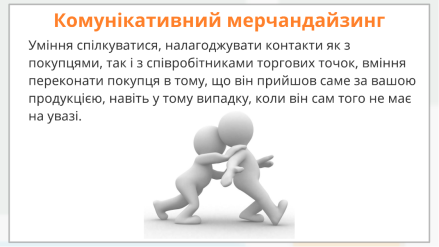 Комунікативний мерчандайзинг
Уміння спілкуватися, налагоджувати контакти як з
покупцями, так і з співробітниками торгових точок, вміння
переконати покупця в тому, що він прийшов саме за вашою
продукцією, навіть у тому випадку, коли він сам того не має
на увазі.